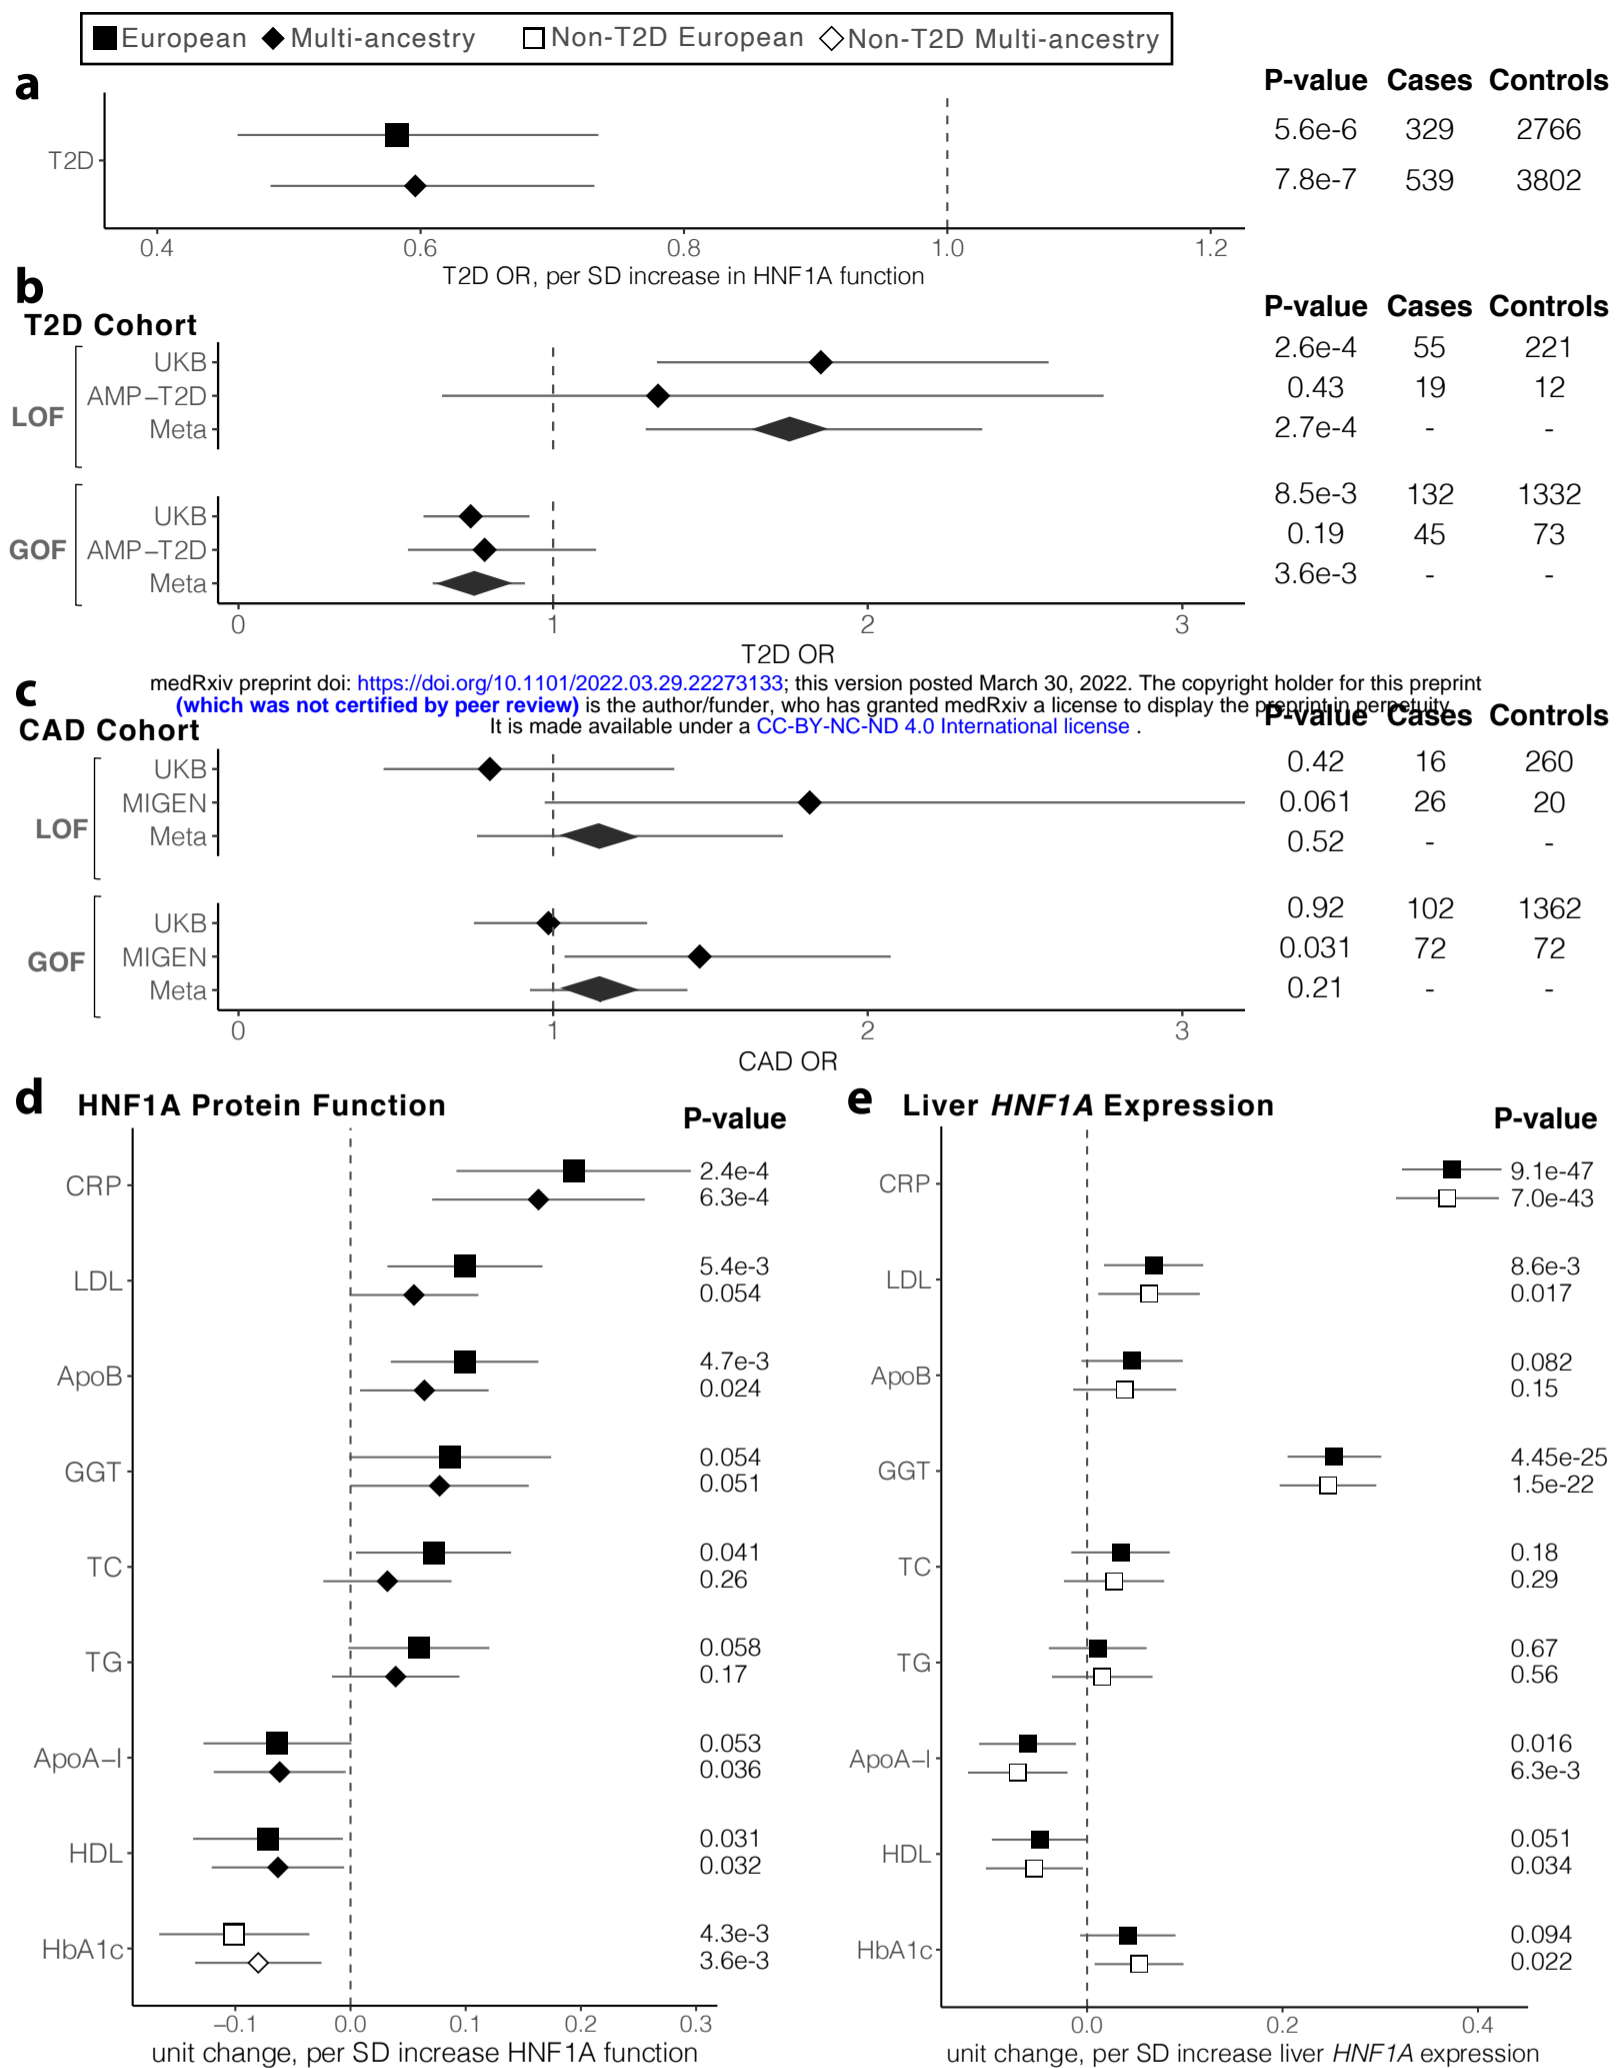 European Multi-ancestry Non-T2D European Non-T2D Multi-ancestry
a
P-value Cases Controls
5.6e-6 329 2766
T2D
7.8e-7 539 3802
0.4 0.6 0.8 1.0 1.2
T2D OR, per SD increase in HNF1A function
b
T2D Cohort
P-value Cases Controls
LOF
UKB 2.6e-4 55 221
AMP-T2D 0.43 19 12
Meta 2.7e-4 - -
GOF
UKB 8.5e-3 132 1332
AMP-T2D 0.19 45 73
Meta 3.6e-3 - -
0 1 2 3
T2D OR
medRxiv preprint doi: https://doi.org/10.1101/2022.03.29.22273133; this version posted March 30, 2022. The copyright holder for this preprint
(which was not certified by peer review) is the author/funder, who has granted medRxiv a license to display the preprint in perpetuity.
It is made available under a CC-BY-NC-ND 4.0 International license .
c
CAD Cohort
P-value Cases Controls
LOF
UKB 0.42 16 260
MIGEN 0.061 26 20
Meta 0.52 - -
GOF
UKB 0.92 102 1362
MIGEN 0.031 72 72
Meta 0.21 - -
0 1 2 3
CAD OR
d HNF1A Protein Function
P-value
CRP
2.4e-4
6.3e-4
LDL
5.4e-3
0.054
ApoB
4.7e-3
0.024
GGT
0.054
0.051
TC
0.041
0.26
TG
0.058
0.17
ApoA-I
0.053
0.036
HDL
0.031
0.032
HbA1c
4.3e-3
3.6e-3
-0.1 0.0 0.1 0.2 0.3
unit change, per SD increase HNF1A function
e Liver HNF1A Expression
P-value
CRP
9.1e-47
7.0e-43
LDL
8.6e-3
0.017
ApoB
0.082
0.15
GGT
4.45e-25
1.5e-22
TC
0.18
0.29
TG
0.67
0.56
ApoA-I
0.016
6.3e-3
HDL
0.051
0.034
HbA1c
0.094
0.022
0.0 0.2 0.4
unit change, per SD increase liver HNF1A expression